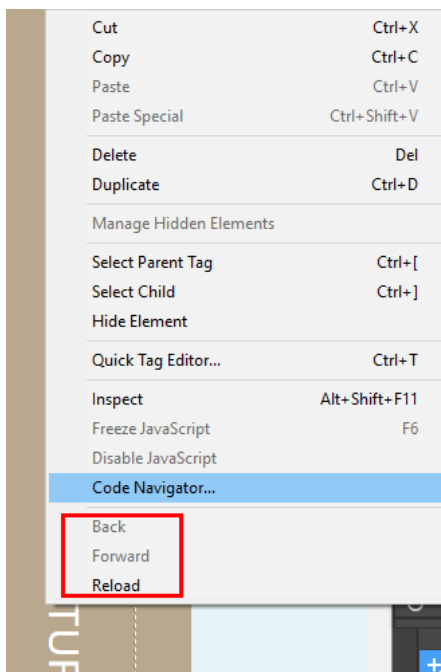 Cut Ctrl+X
Copy Ctrl+C
Paste Ctrl+V
Paste Special Ctrl+Shift+V
Delete Del
Duplicate Ctrl+D
Manage Hidden Elements
Select Parent Tag Ctrl+[
Select Child Ctrl+]
Hide Element
Quick Tag Editor... Ctrl+T
Inspect Alt+Shift+F11
Freeze JavaScript F6
Disable JavaScript
Code Navigator...
Back
Forward
Reload